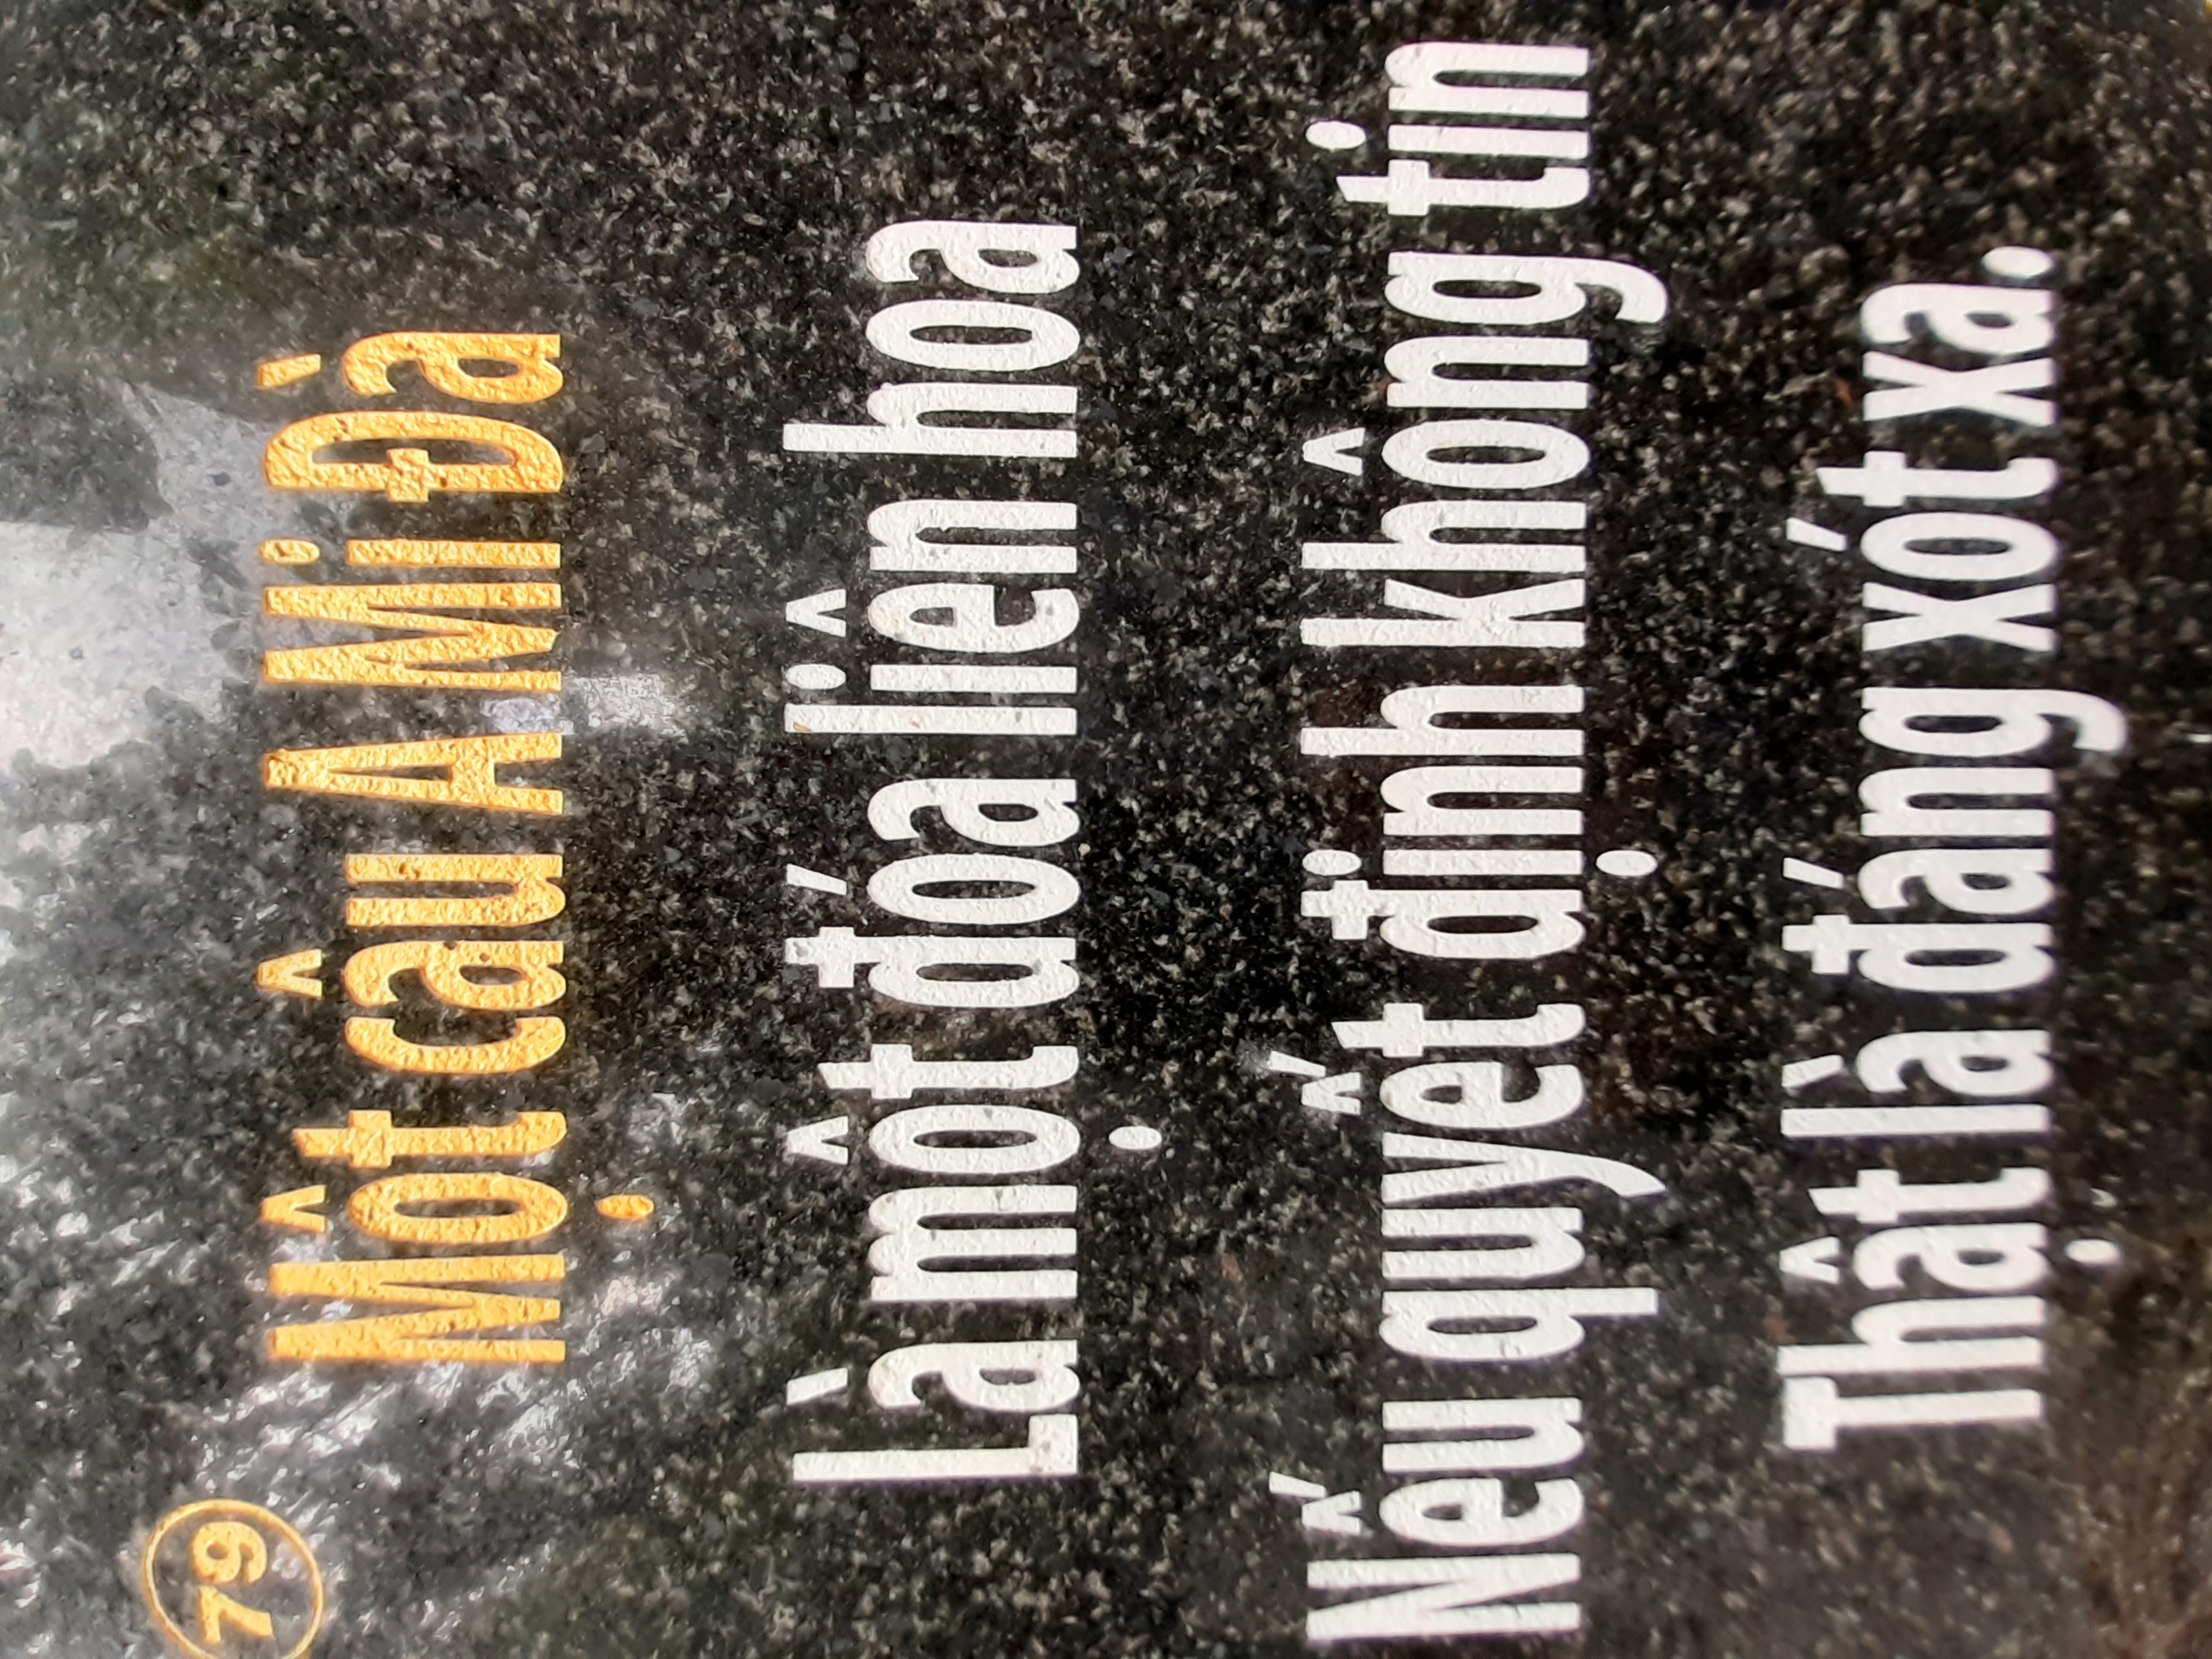 79
Một câu A Mi Đà
Là một đóa liên hoa
Nếu quyết định không tin
Thật là đáng xót xa.